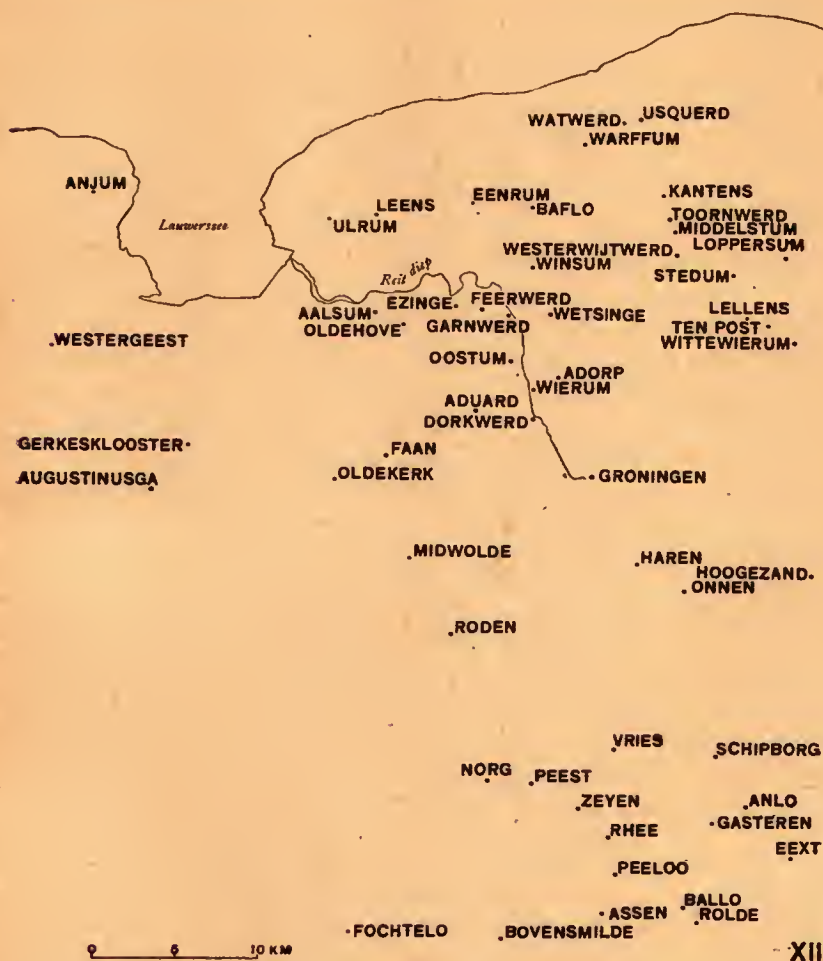 WATWERD
USQUERD
WARFFUM
ANJUM
KANTENS
LEENS
EENRUM
BAFLO
TOORNWERD
ULRUM
MIDDELSTUM
Lauwerssee
LOPPERSUM
WESTERWIJTWERD
WINSUM
STEDUM
Reit diep
EZINGE
FEERWERD
AALSUM
WETSINGE
LELLENS
OLDEHOVE
GARNWERD
TEN POST
WESTERGEEST
WITTEWIERUM
OOSTUM
ADORP
WIERUM
ADUARD
DORKWERD
GERKESKLOOSTER
FAAN
AUGUSTINUSGA
OLDEKERK
GRONINGEN
MIDWOLDE
HAREN
HOOGEZAND
ONNEN
RODEN
VRIES
SCHIPBORG
NORG
PEEST
ZEYEN
ANLO
GASTEREN
RHEE
EEXT
PEELOO
BALLO
ASSEN
ROLDE
FOCHTELO
BOVENSMILDE
0 5 10 KM
XII